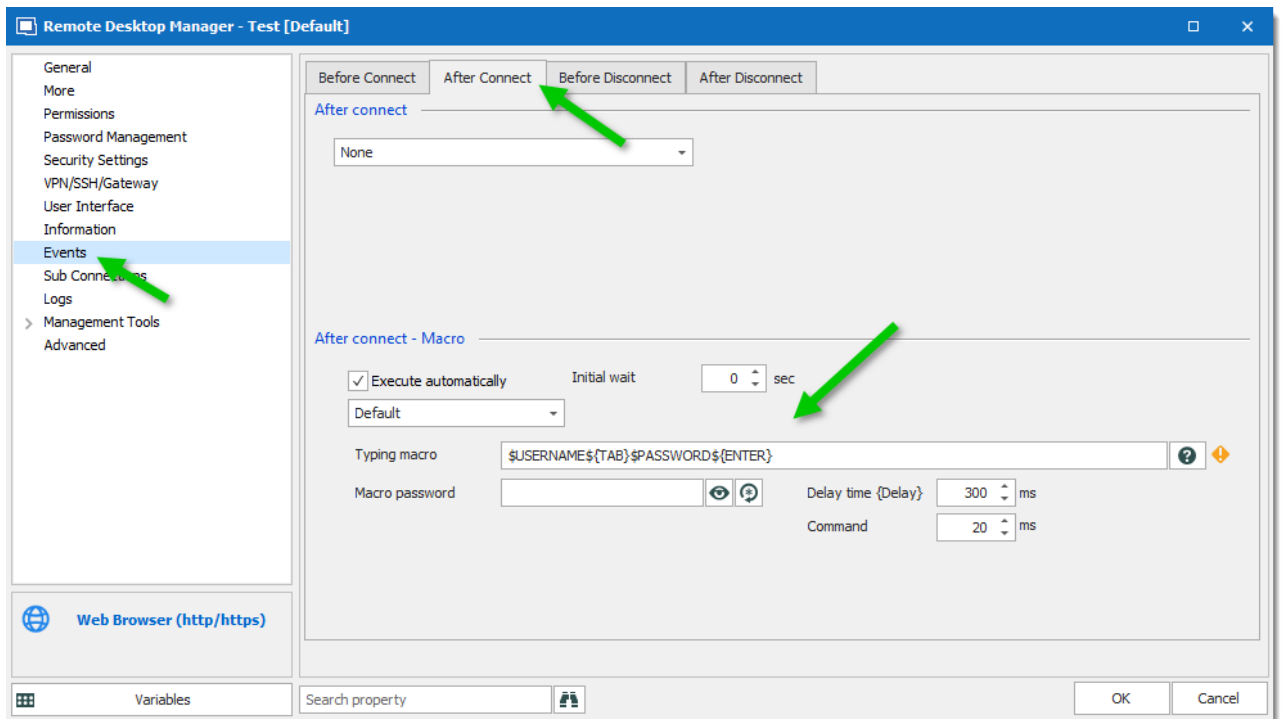 Remote Desktop Manager - Test [Default]
General
More
Permissions
Password Management
Security Settings
VPN/SSH/Gateway
User Interface
Information
Events
Sub Connections
Logs
Management Tools
Advanced
Web Browser (http/https)
Variables
Before Connect After Connect Before Disconnect After Disconnect
After connect
None
After connect - Macro
Execute automatically Initial wait 0 sec
Default
Typing macro $USERNAME${TAB}$PASSWORD${ENTER}
Macro password Delay time {Delay} 300 ms
Command 20 ms
Search property OK Cancel